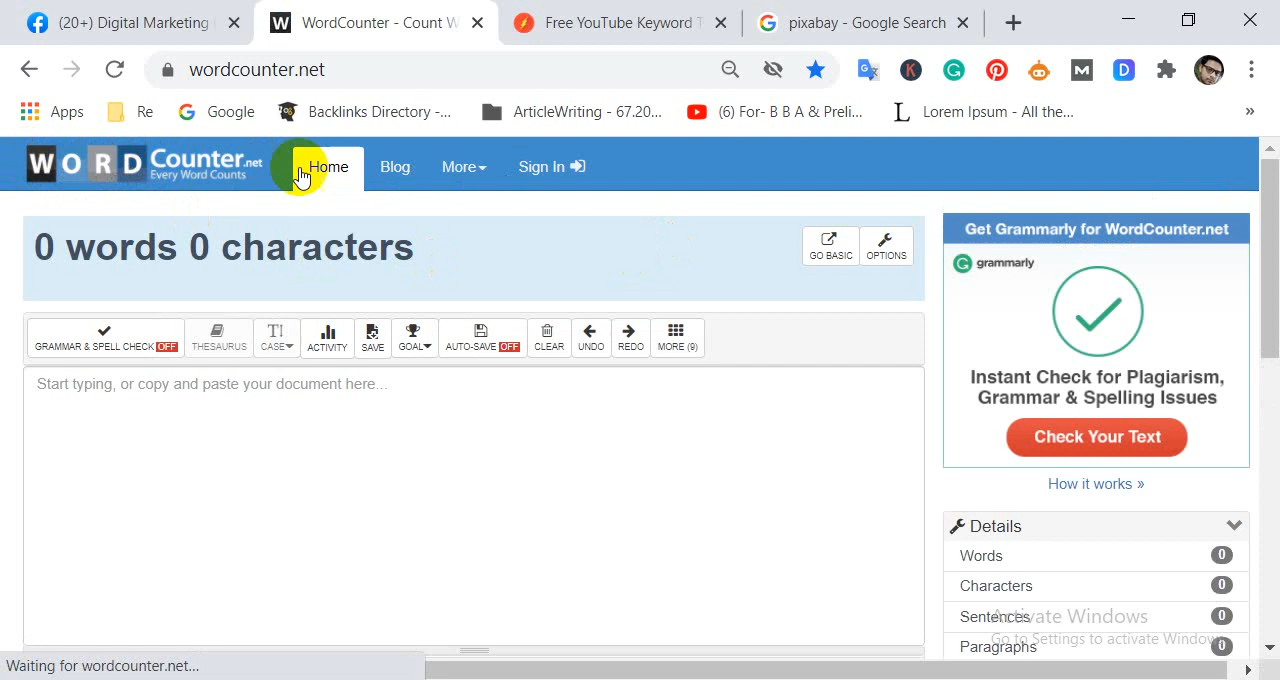 (20+) Digital Marketing
WordCounter - Count W
Free YouTube Keyword T
pixabay - Google Search
wordcounter.net
Apps
Re
Google
Backlinks Directory -...
ArticleWriting - 67.20...
(6) For- B B A & Preli...
Lorem Ipsum - All the...
»
WORD Counter.net
Every Word Counts
Home
Blog
More
Sign In
0 words 0 characters
GO BASIC
OPTIONS
GRAMMAR & SPELL CHECK OFF
THESAURUS
CASE
ACTIVITY
SAVE
GOAL
AUTO-SAVE OFF
CLEAR
UNDO
REDO
MORE (9)
Start typing, or copy and paste your document here...
Get Grammarly for WordCounter.net
grammarly
Instant Check for Plagiarism,
Grammar & Spelling Issues
Check Your Text
How it works »
Details
Words 0
Characters 0
Sentences 0
Paragraphs 0
Activate Windows
Go to Settings to activate Windows
Waiting for wordcounter.net...